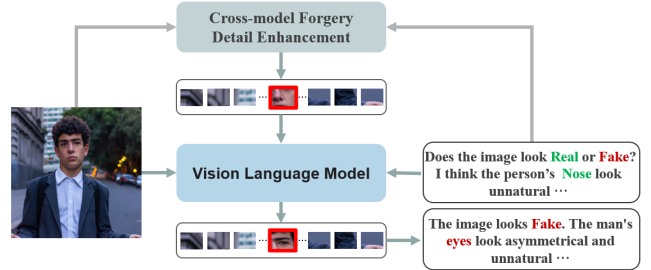 Cross-model Forgery
Detail Enhancement
... ...
Vision Language Model
Does the image look Real or Fake?
I think the person's Nose look
unnatural ...
... ...
The image looks Fake. The man's
eyes look asymmetrical and
unnatural ...